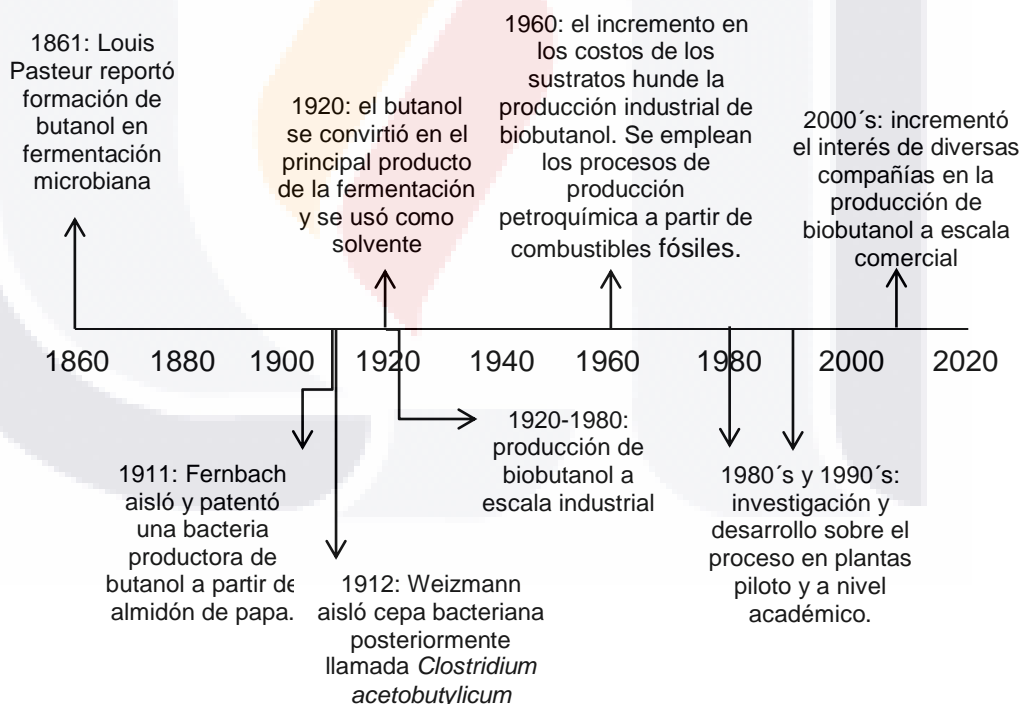 1861: Louis
Pasteur reportó
formación de
butanol en
fermentación
microbiana
1920: el butanol
se convirtió en el
principal producto
de la fermentación
y se usó como
solvente
1960: el incremento en
los costos de los
sustratos hunde la
producción industrial de
biobutanol. Se emplean
los procesos de
producción
petroquímica a partir de
combustibles fósiles.
2000´s: incrementó
el interés de diversas
compañías en la
producción de
biobutanol a escala
comercial
1860 1880 1900 1920 1940 1960 1980 2000 2020
1911: Fernbach
aisló y patentó
una bacteria
productora de
butanol a partir de
almidón de papa.
1912: Weizmann
aisló cepa bacteriana
posteriormente
llamada Clostridium
acetobutylicum
1920-1980:
producción de
biobutanol a
escala industrial
1980´s y 1990´s:
investigación y
desarrollo sobre el
proceso en plantas
piloto y a nivel
académico.